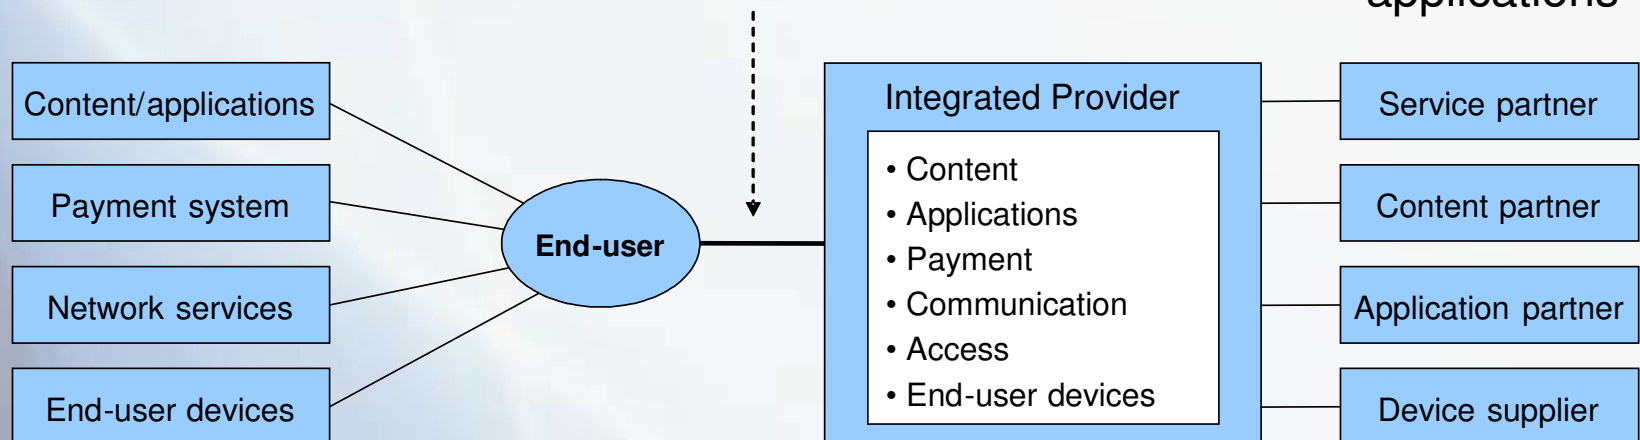 applications
Content/applications
Payment system
Network services
End-user devices
End-user
Integrated Provider
• Content
• Applications
• Payment
• Communication
• Access
• End-user devices
Service partner
Content partner
Application partner
Device supplier